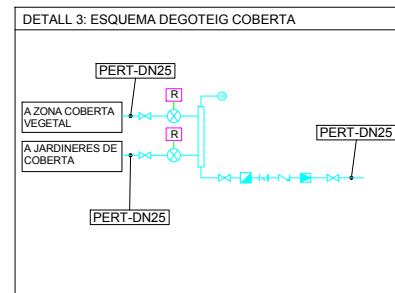 DETALL 3: ESQUEMA DEGOTEIG COBERTA
PERT-DN25
R
A ZONA COBERTA
VEGETAL
R
PERT-DN25
A JARDINERES DE
COBERTA
PERT-DN25